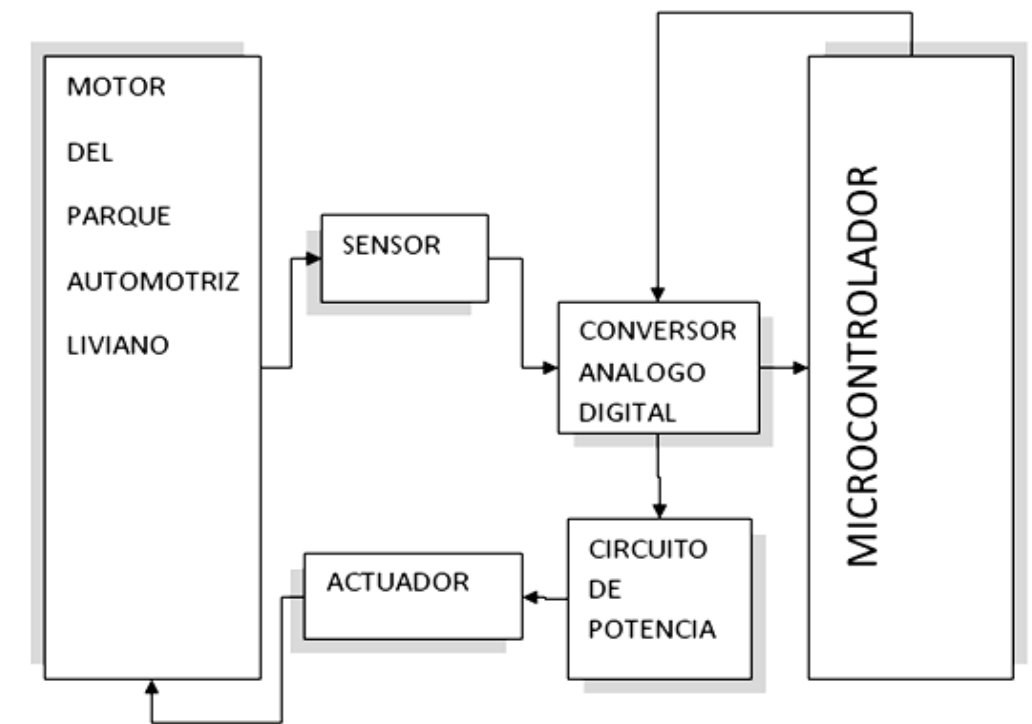 MOTOR
DEL
PARQUE
AUTOMOTRIZ
LIVIANO
SENSOR
CONVERSOR
ANALOGO
DIGITAL
MICROCONTROLADOR
CIRCUITO
DE
POTENCIA
ACTUADOR